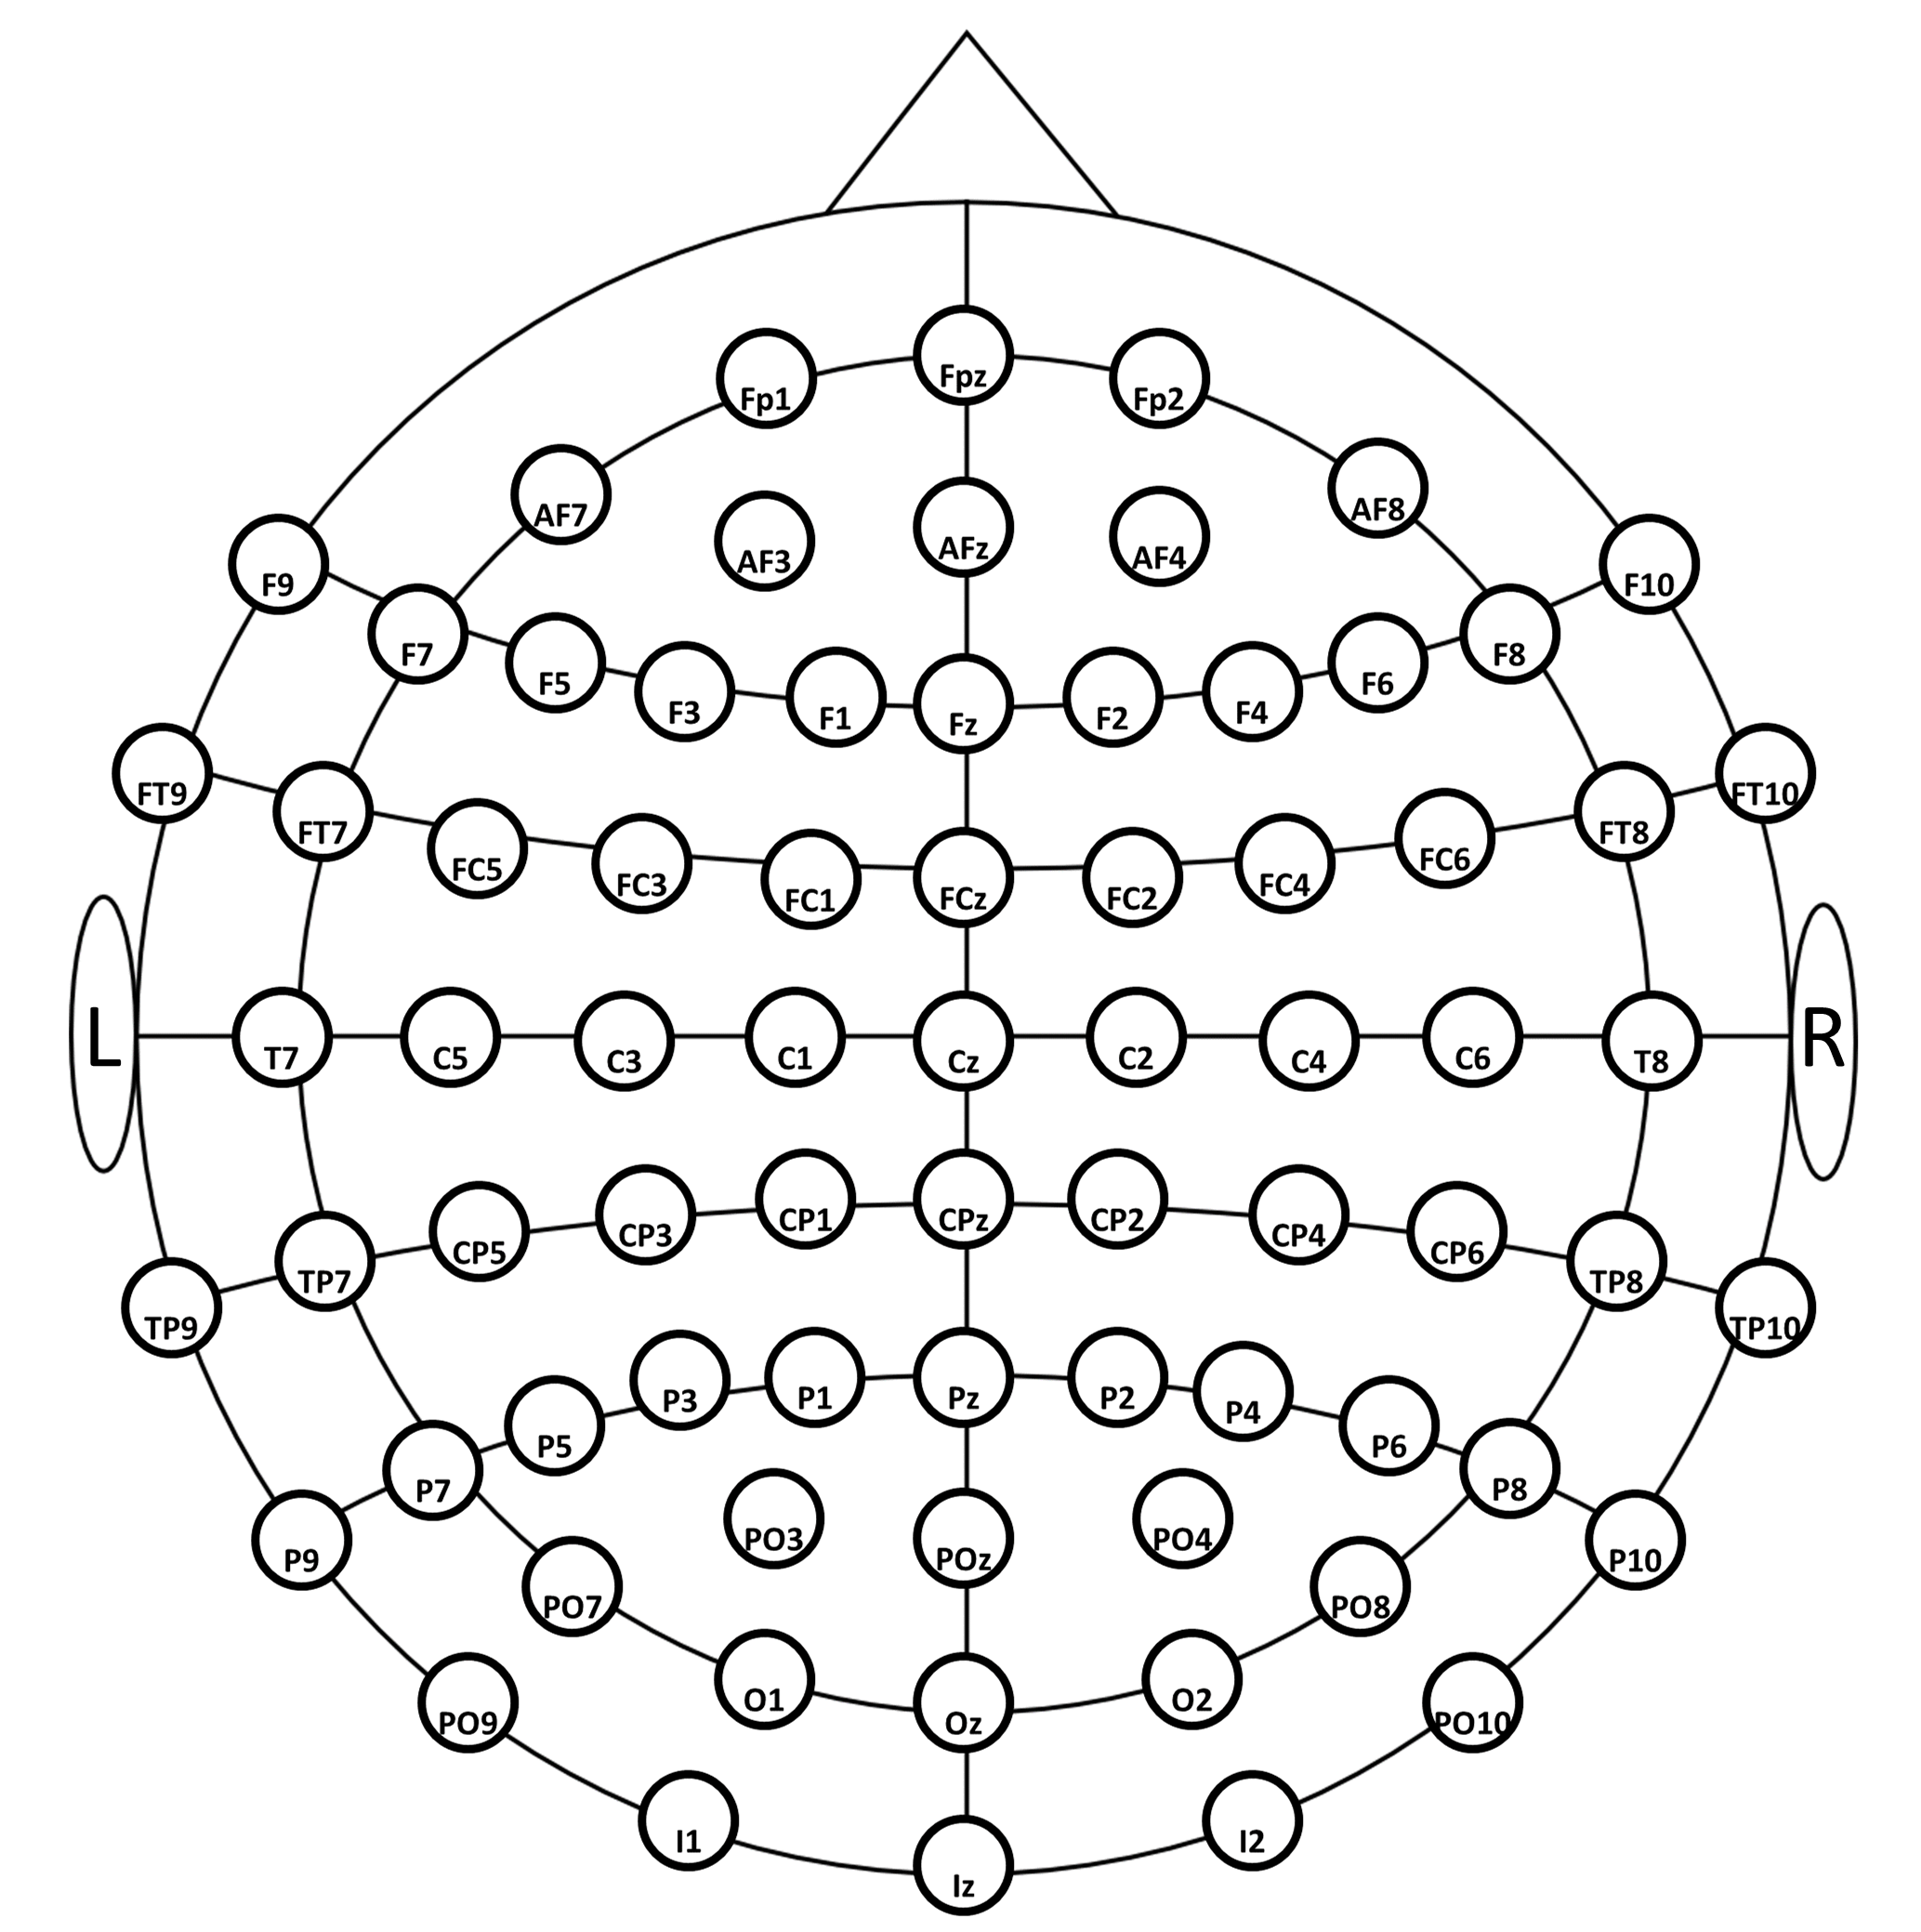 Fp1 Fpz Fp2
AF7 AF3 AFz AF4 AF8
F9 F7 F5 F3 F1 Fz F2 F4 F6 F8 F10
FT9 FT7 FC5 FC3 FC1 FCz FC2 FC4 FC6 FT8 FT10
L T7 C5 C3 C1 Cz C2 C4 C6 T8 R
TP9 TP7 CP5 CP3 CP1 CPz CP2 CP4 CP6 TP8 TP10
P9 P7 P5 P3 P1 Pz P2 P4 P6 P8 P10
PO9 PO7 PO3 POz PO4 PO8 PO10
O1 Oz O2
I1 Iz I2